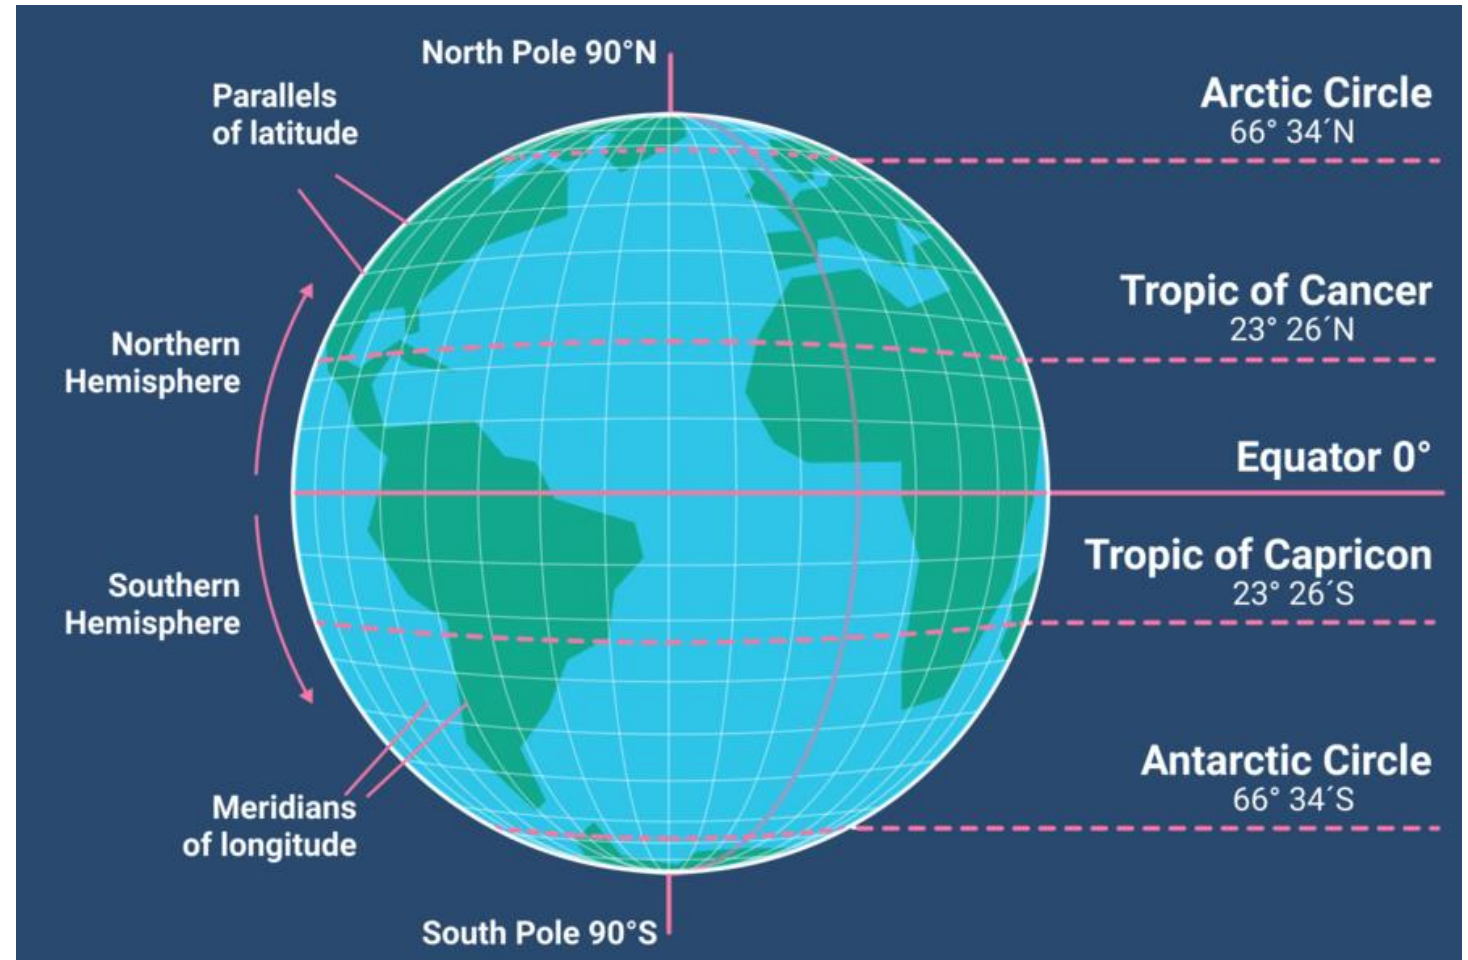 North Pole 90°N
Parallels
of latitude
Arctic Circle
66° 34´N
Tropic of Cancer
23° 26´N
Northern
Hemisphere
Equator 0°
Tropic of Capricon
23° 26´S
Southern
Hemisphere
Antarctic Circle
66° 34´S
Meridians
of longitude
South Pole 90°S